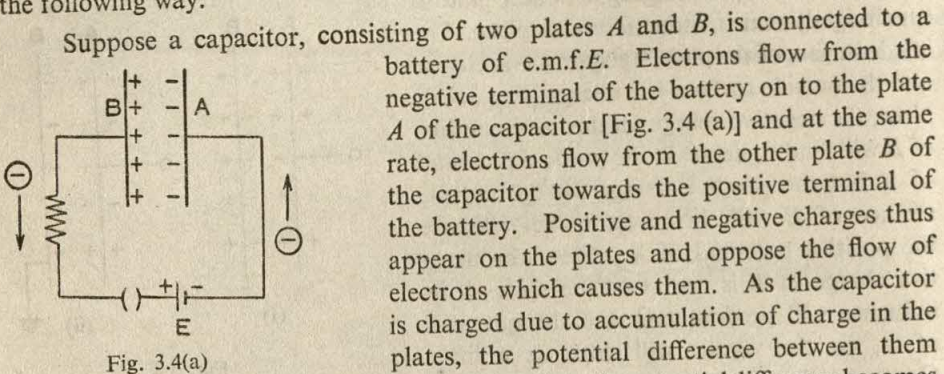 the following way.
Suppose a capacitor, consisting of two plates A and B, is connected to a
battery of e.m.f.E. Electrons flow from the
negative terminal of the battery on to the plate
A of the capacitor [Fig. 3.4 (a)] and at the same
rate, electrons flow from the other plate B of
the capacitor towards the positive terminal of
the battery. Positive and negative charges thus
appear on the plates and oppose the flow of
electrons which causes them. As the capacitor
is charged due to accumulation of charge in the
plates, the potential difference between them
B
A
+ −
+ −
+ −
+ −
+ −
−
−
+ −
E
Fig. 3.4(a)